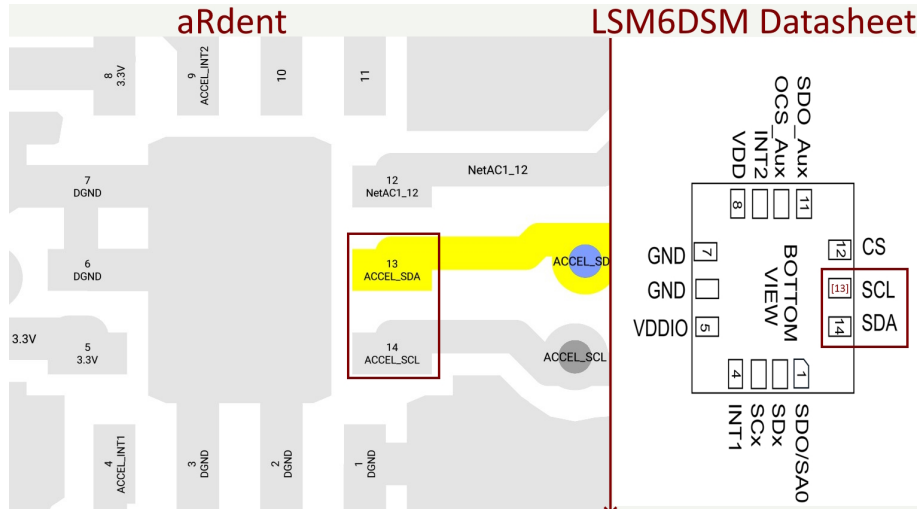 aRdent
LSM6DSM Datasheet
8
3.3V
9
ACCEL_INT2
10
11
7
DGND
12
NetAC1_12
NetAC1_12
6
DGND
13
ACCEL_SDA
ACCEL_SD
3.3V
5
3.3V
14
ACCEL_SCL
ACCEL_SCL
4
ACCEL_INT1
3
DGND
2
DGND
1
DGND
SDO_Aux
OCS_Aux
INT2
VDD
8
11
GND
7
12
CS
GND
[13]
SCL
VDDIO
5
14
SDA
BOTTOM
VIEW
4
1
INT1
SCx
SDx
SDO/SA0